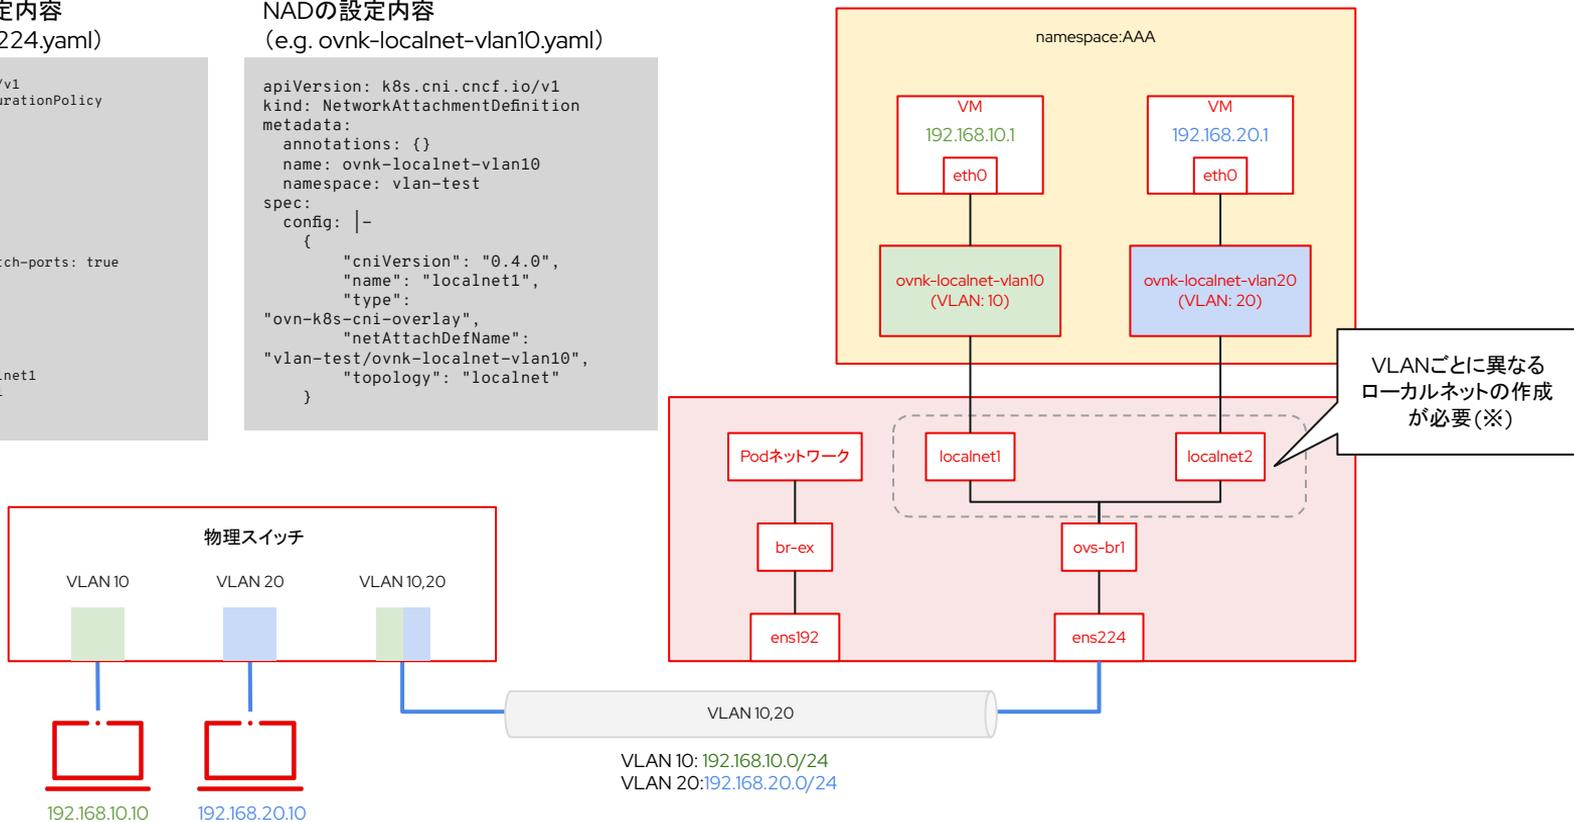 定内容
224.yaml）
/v1
urationPolicy
tch-ports: true
lnet1
NADの設定内容
（e.g. ovnk-localnet-vlan10.yaml）
apiVersion: k8s.cni.cncf.io/v1
kind: NetworkAttachmentDefinition
metadata:
  annotations: {}
  name: ovnk-localnet-vlan10
  namespace: vlan-test
spec:
  config: |-
    {
        "cniVersion": "0.4.0",
        "name": "localnet1",
        "type":
"ovn-k8s-cni-overlay",
        "netAttachDefName":
"vlan-test/ovnk-localnet-vlan10",
        "topology": "localnet"
    }
namespace:AAA
VM
192.168.10.1
eth0
VM
192.168.20.1
eth0
ovnk-localnet-vlan10
(VLAN: 10)
ovnk-localnet-vlan20
(VLAN: 20)
VLANごとに異なる
ローカルネットの作成
が必要(※)
Podネットワーク
localnet1
localnet2
br-ex
ovs-br1
ens192
ens224
物理スイッチ
VLAN 10
VLAN 20
VLAN 10,20
VLAN 10,20
VLAN 10: 192.168.10.0/24
VLAN 20:192.168.20.0/24
192.168.10.10
192.168.20.10